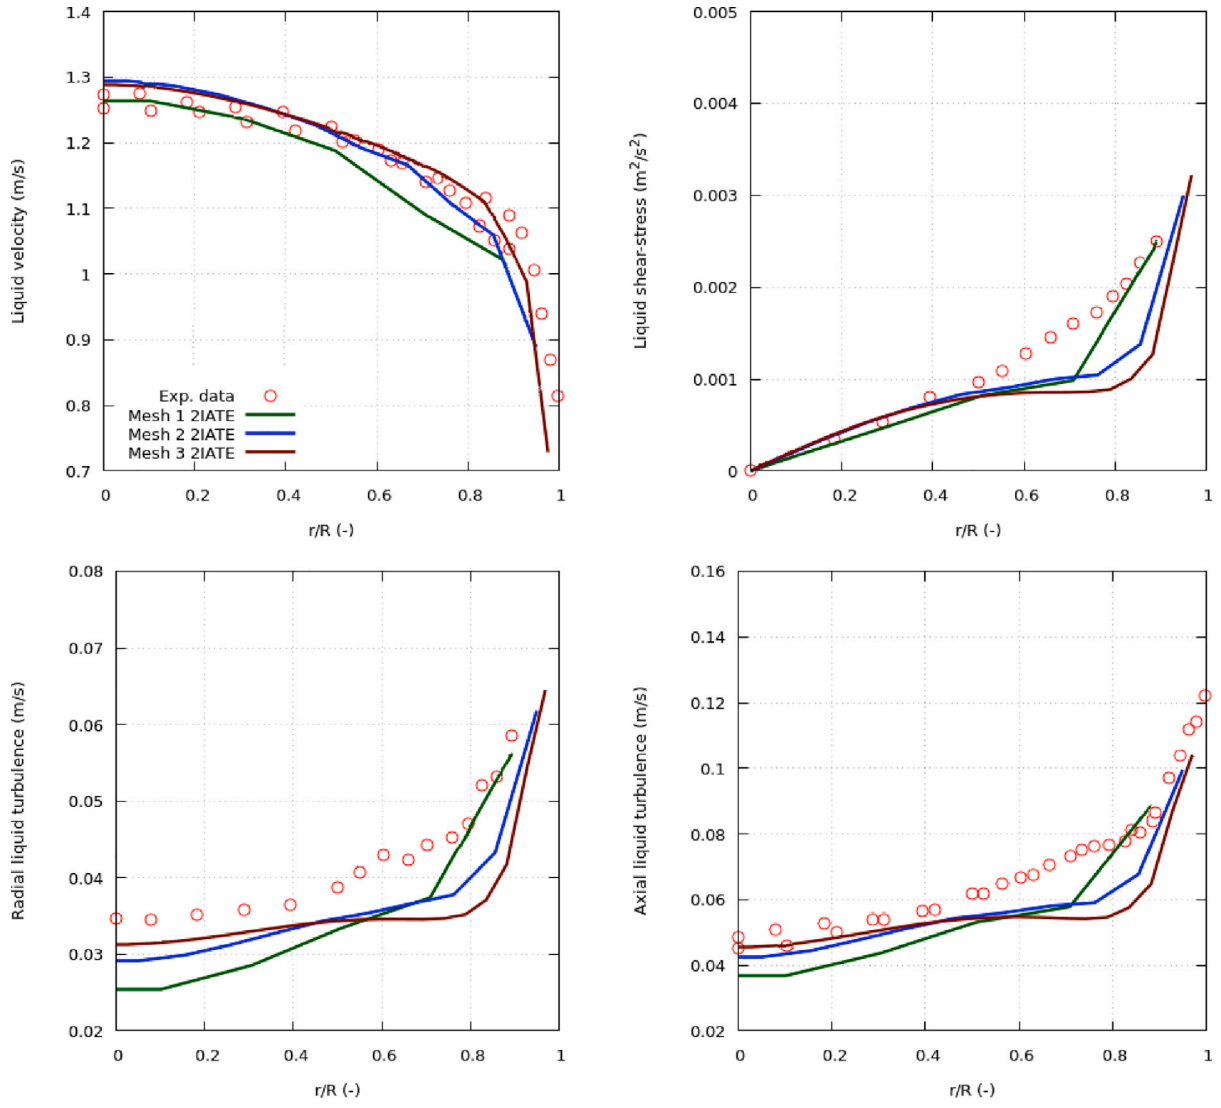 1.4
1.3
1.2
1.1
1
0.9
0.8
0.7
Liquid velocity (m/s)
Exp. data
Mesh 1 2IATE
Mesh 2 2IATE
Mesh 3 2IATE
0 0.2 0.4 0.6 0.8 1
r/R (-)
0.005
0.004
0.003
0.002
0.001
0
Liquid shear-stress (m²/s²)
0 0.2 0.4 0.6 0.8 1
r/R (-)
0.08
0.07
0.06
0.05
0.04
0.03
0.02
Radial liquid turbulence (m/s)
0 0.2 0.4 0.6 0.8 1
r/R (-)
0.16
0.14
0.12
0.1
0.08
0.06
0.04
0.02
Axial liquid turbulence (m/s)
0 0.2 0.4 0.6 0.8 1
r/R (-)